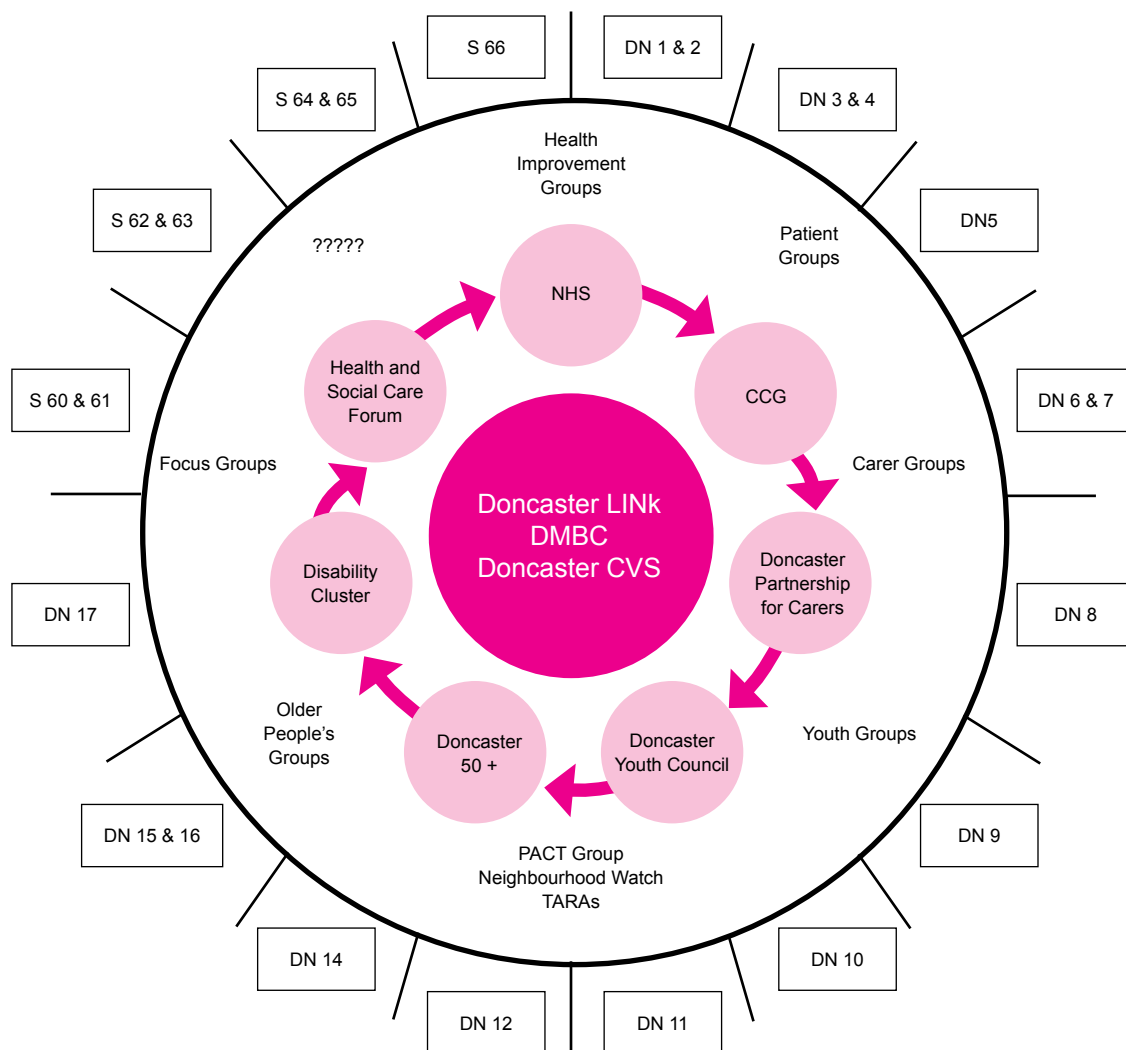 S 66
DN 1 & 2
S 64 & 65
DN 3 & 4
Health
Improvement
Groups
S 62 & 63
DN5
?????
Patient
Groups
NHS
Health and
Social Care
Forum
CCG
S 60 & 61
DN 6 & 7
Focus Groups
Carer Groups
Doncaster LINk
DMBC
Doncaster CVS
Disability
Cluster
Doncaster
Partnership
for Carers
DN 17
DN 8
Older
People’s
Groups
Doncaster
50 +
Doncaster
Youth Council
Youth Groups
DN 15 & 16
DN 9
PACT Group
Neighbourhood Watch
TARAs
DN 14
DN 10
DN 12
DN 11